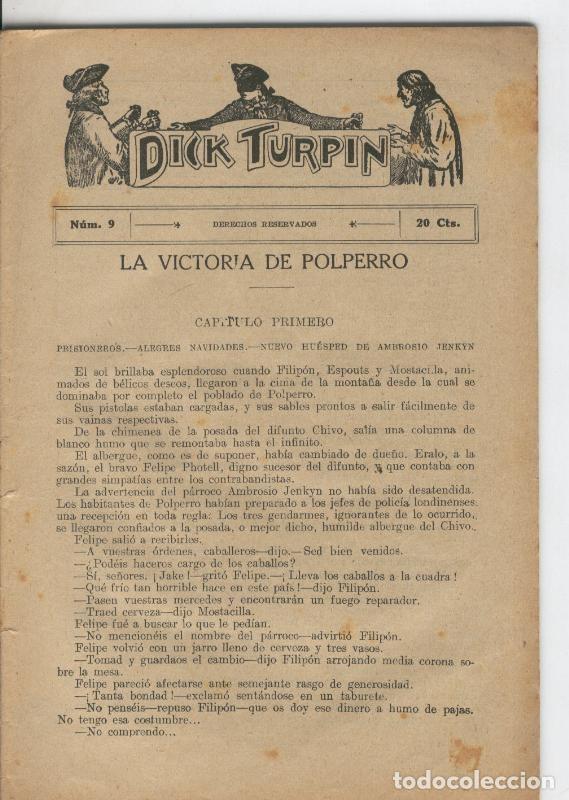 DICK TURPIN
Núm. 9
DERECHOS RESERVADOS
20 Cts.
LA VICTORIA DE POLPERRO
CAPITULO PRIMERO
PRISIONEROS.—ALEGRES NAVIDADES.—NUEVO HUÉSPED DE AMBROSIO JENKYN
El sol brillaba esplendoroso cuando Filipón, Espouts y Mostacilla, ani-
mados de bélicos deseos, llegaron a la cima de la montaña desde la cual se
dominaba por completo el poblado de Polperro.
Sus pistolas estaban cargadas, y sus sables prontos a salir fácilmente de
sus vainas respectivas.
De la chimenea de la posada del difunto Chivo, salía una columna de
blanco humo que se remontaba hasta el infinito.
El albergue, como es de suponer, había cambiado de dueño. Eralo, a la
sazón, el bravo Felipe Photell, digno sucesor del difunto, y que contaba con
grandes simpatías entre los contrabandistas.
La advertencia del párroco Ambrosio Jenkyn no había sido desatendida.
Los habitantes de Polperro habían preparado a los jefes de policía londinenses
una recepción en toda regla. Los tres gendarmes, ignorantes de lo ocurrido,
se llegaron confiados a la posada, o mejor dicho, humilde albergue del Chivo.
Felipe salió a recibirles.
—A vuestras órdenes, caballeros—dijo.—Sed bien venidos.
—¿Podéis haceros cargo de los caballos?
—Sí, señores. ¡Jake!—gritó Felipe.—¡Lleva los caballos a la cuadra!
—Qué frío tan horrible hace en este país!—dijo Filipón.
—Pasen vuestras mercedes y encontrarán un fuego reparador.
—Traed cerveza—dijo Mostacilla.
Felipe fué a buscar lo que le pedían.
—No mencionéis el nombre del párroco—advirtió Filipón.
Felipe volvió con un jarro lleno de cerveza y tres vasos.
—Tomad y guardaos el cambio—dijo Filipón arrojando media corona so-
bre la mesa.
Felipe pareció afectarse ante semejante rasgo de generosidad.
—¡Tanta bondad!—exclamó sentándose en un taburete.
—No penséis—repuso Filipón—que os doy ese dinero a humo de pajas.
No tengo esa costumbre...
—No comprendo...
todocoleccion